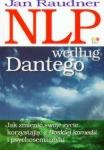 Jan Raudner
NLP
według
Dantego
Jak zmienić swoje życie
korzystając z Boskiej komedii
i psychosemantyki